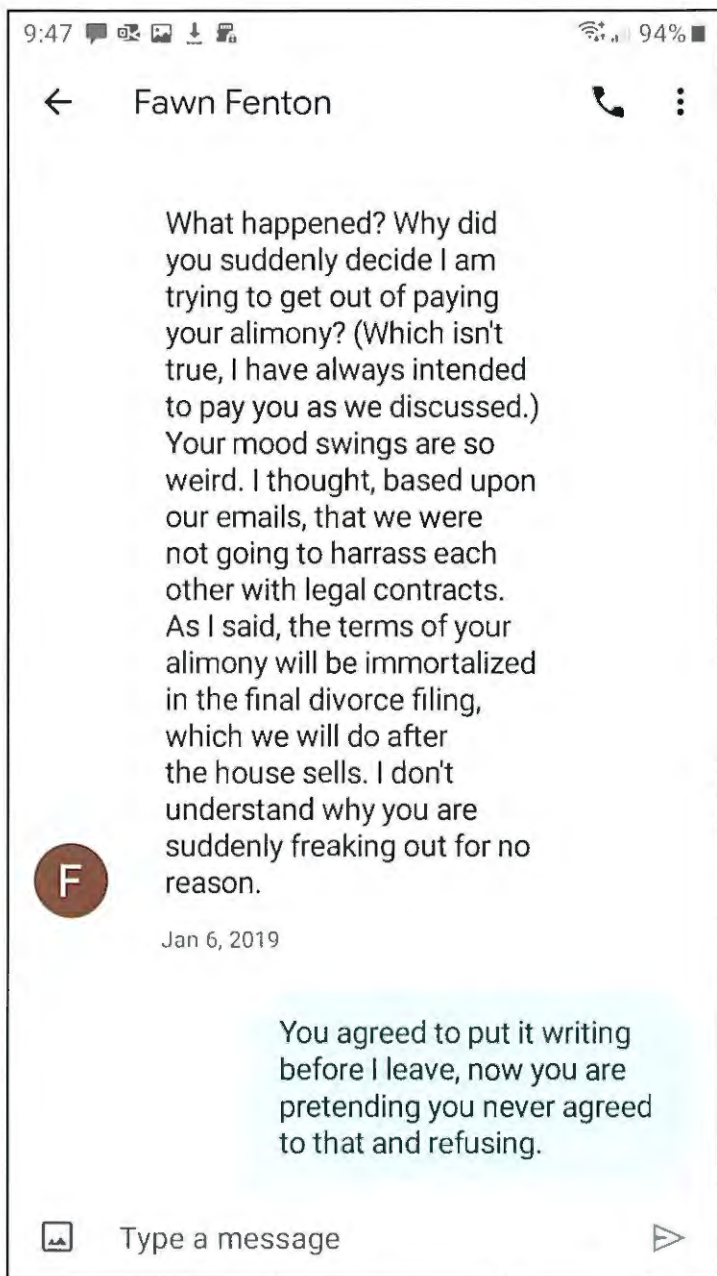 9:47 94%
Fawn Fenton
What happened? Why did
you suddenly decide I am
trying to get out of paying
your alimony? (Which isn't
true, I have always intended
to pay you as we discussed.)
Your mood swings are so
weird. I thought, based upon
our emails, that we were
not going to harrass each
other with legal contracts.
As I said, the terms of your
alimony will be immortalized
in the final divorce filing,
which we will do after
the house sells. I don't
understand why you are
suddenly freaking out for no
reason.
F
Jan 6, 2019
You agreed to put it writing
before I leave, now you are
pretending you never agreed
to that and refusing.
Type a message